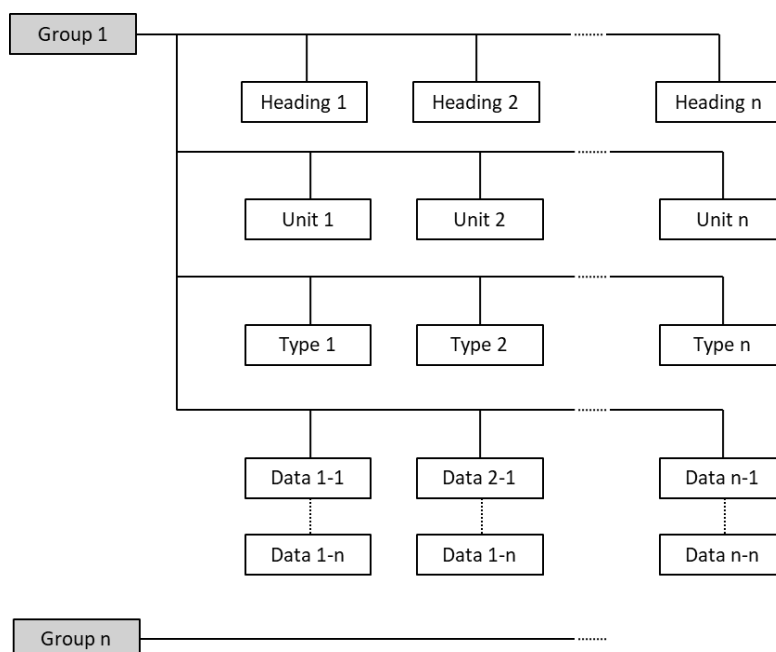 Group 1
Heading 1 Heading 2 Heading n
Unit 1 Unit 2 Unit n
Type 1 Type 2 Type n
Data 1-1 Data 2-1 Data n-1
Data 1-n Data 1-n Data n-n
Group n